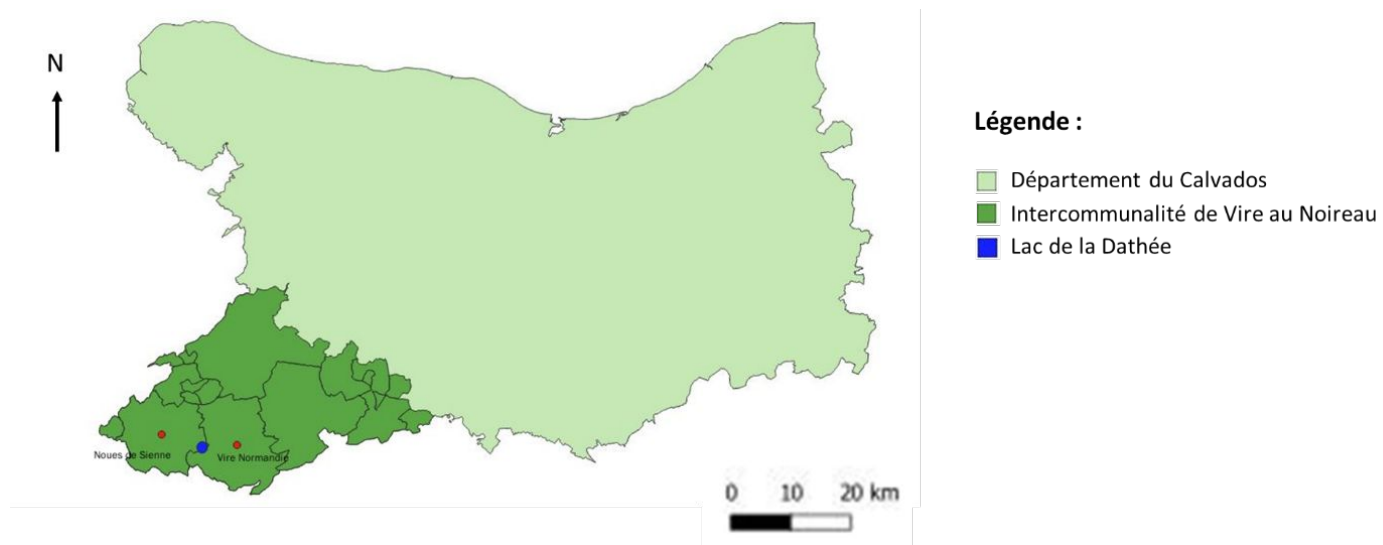 N
Légende :
Département du Calvados
Intercommunalité de Vire au Noireau
Lac de la Dathée
Noues de Sienne
Vire Normandie
0 10 20 km